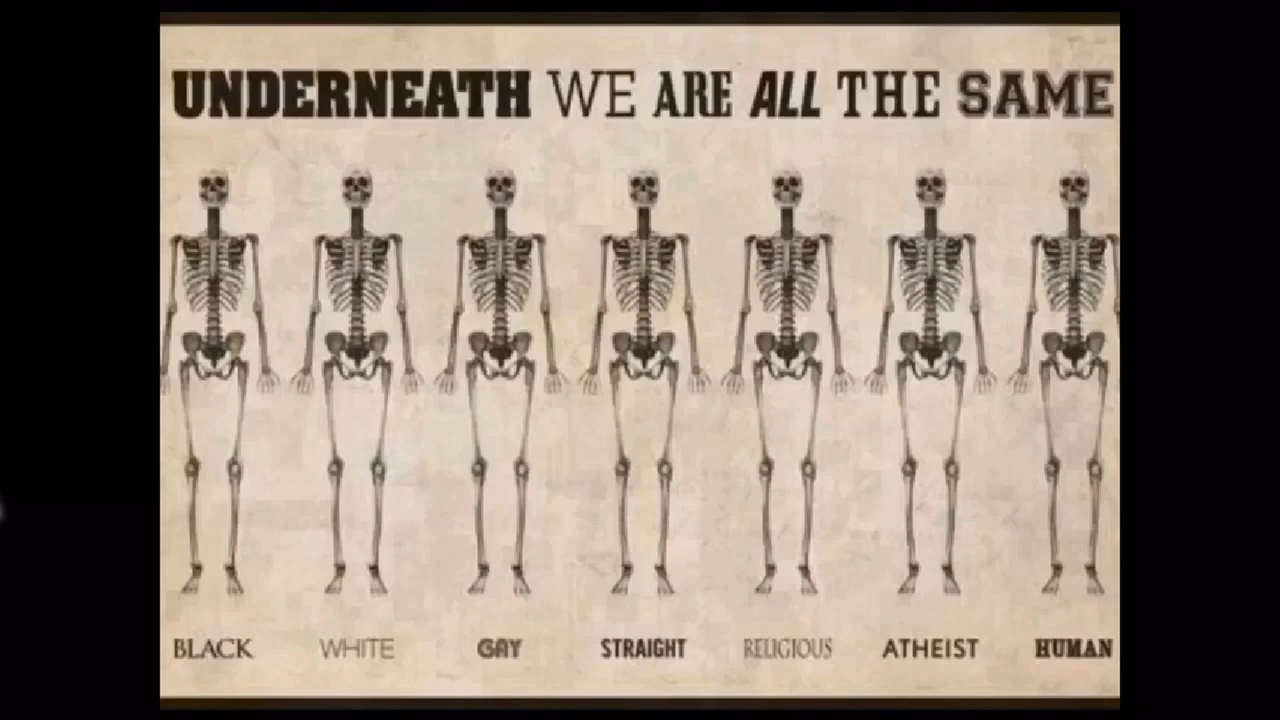 UNDERNEATH WE ARE ALL THE SAME
BLACK WHITE GAY STRAIGHT RELIGIOUS ATHEIST HUMAN